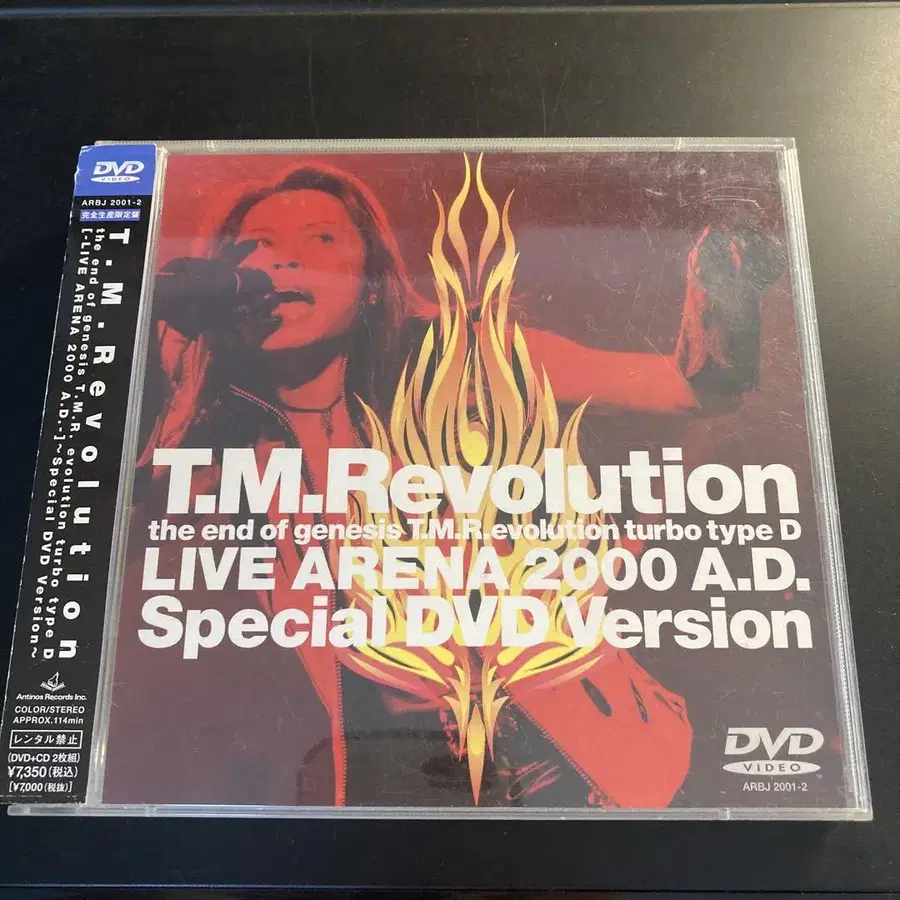 DVD
VIDEO
ARBJ 2001-2
完全生産限定盤
T.M.Revolution
the end of genesis T.M.R. evolution turbo type D
[-LIVE ARENA 2000 A.D.-]~Special DVD Version~
Antinos Records Inc.
COLOR/STEREO
APPROX.114min
レンタル禁止
(DVD+CD 2枚組)
¥7,350(税込)
[¥7,000(税抜)]
T.M.Revolution
the end of genesis T.M.R.evolution turbo type D
LIVE ARENA 2000 A.D.
Special DVD Version
DVD
VIDEO
TM
ARBJ 2001-2